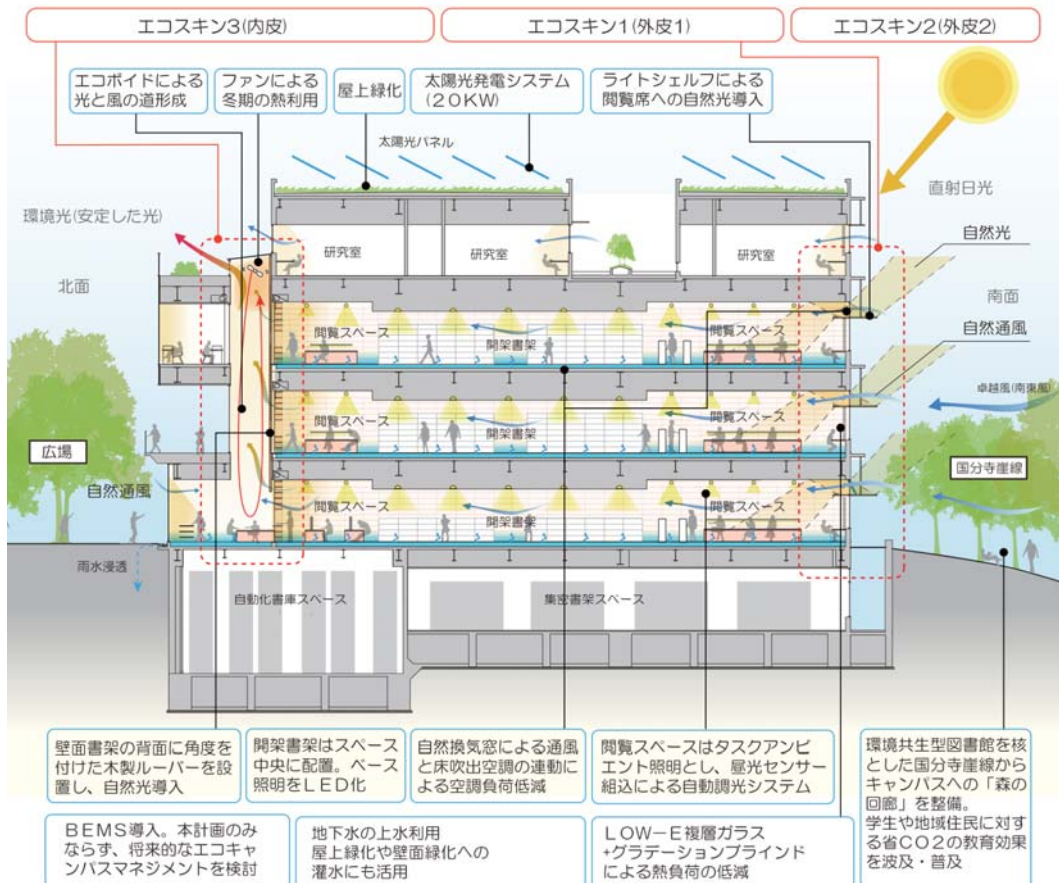 エコスキン3(内皮)
エコスキン1(外皮1)
エコスキン2(外皮2)
エコボイドによる
光と風の道形成
ファンによる
冬期の熱利用
屋上緑化
太陽光発電システム
(20KW)
ライトシェルフによる
閲覧席への自然光導入
太陽光パネル
直射日光
環境光(安定した光)
自然光
研究室
研究室
研究室
北面
南面
閲覧スペース
開架書架
閲覧スペース
自然通風
卓越風(南東風)
閲覧スペース
開架書架
閲覧スペース
広場
国分寺崖線
自然通風
閲覧スペース
開架書架
閲覧スペース
雨水浸透
自動化書庫スペース
集密書架スペース
壁面書架の背面に角度を
付けた木製ルーバーを設
置し、自然光導入
開架書架はスペース
中央に配置。ベース
照明をLED化
自然換気窓による通風
と床吹出空調の連動に
よる空調負荷低減
閲覧スペースはタスクアンビ
エント照明とし、昼光センサー
組込による自動調光システム
環境共生型図書館を核
とした国分寺崖線から
キャンパスへの「森の
回廊」を整備。
学生や地域住民に対す
る省CO2の教育効果
を波及・普及
BEMS導入。本計画のみ
ならず、将来的なエコキャ
ンパスマネジメントを検討
地下水の上水利用
屋上緑化や壁面緑化への
灌水にも活用
LOW-E複層ガラス
+グラデーションブラインド
による熱負荷の低減